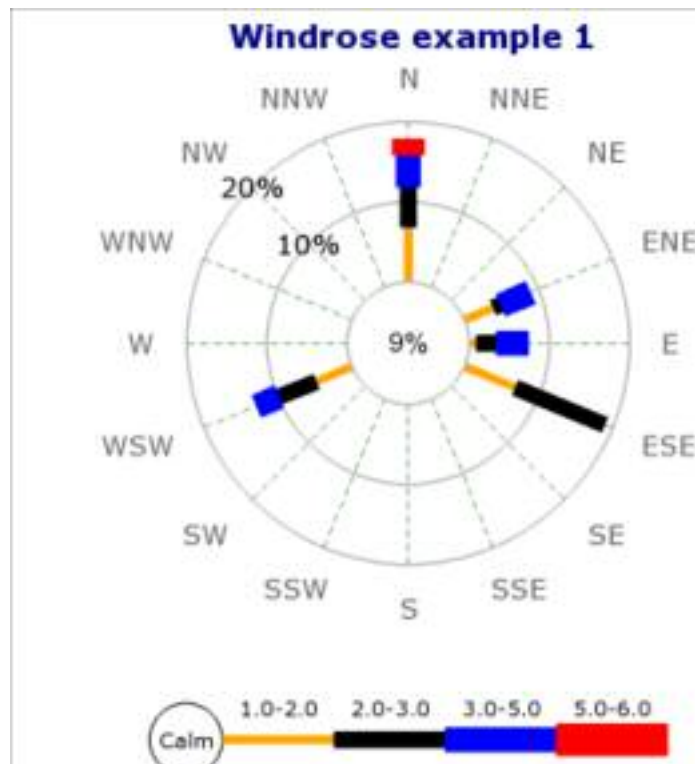 Windrose example 1
N
NNW NNE
NW NE
20%
WNW 10% ENE
W 9% E
WSW ESE
SW SE
SSW SSE
S
1.0-2.0 2.0-3.0 3.0-5.0 5.0-6.0
Calm